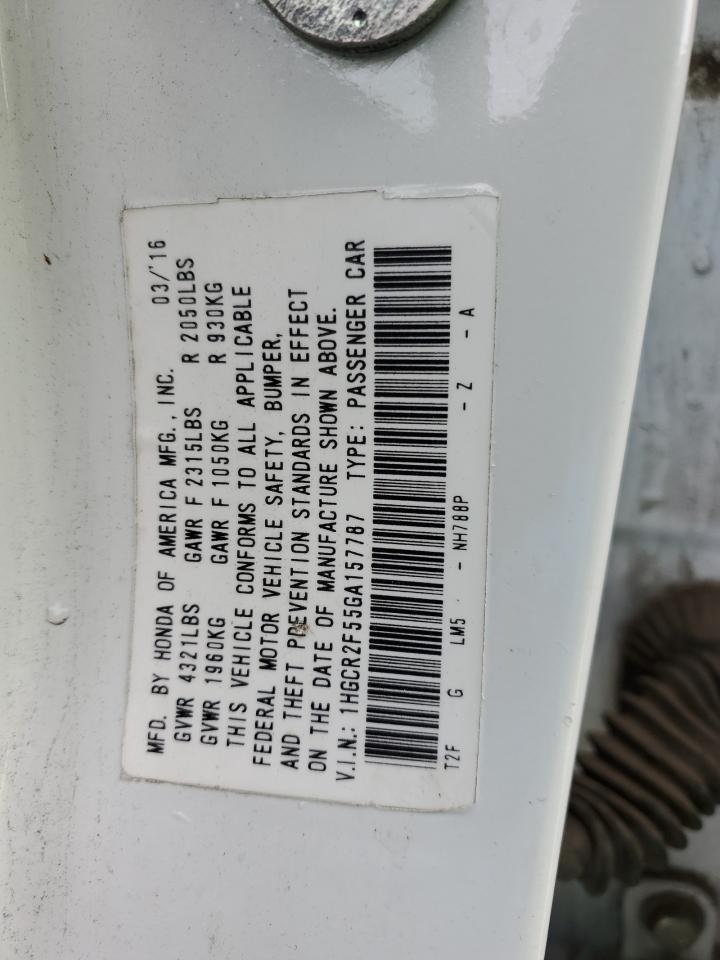 MFD. BY HONDA OF AMERICA MFG., INC. 03/'16
GVWR 4321LBS GAWR F 2315LBS R 2050LBS
GVWR 1960KG GAWR F 1050KG R 930KG
THIS VEHICLE CONFORMS TO ALL APPLICABLE
FEDERAL MOTOR VEHICLE SAFETY, BUMPER,
AND THEFT PREVENTION STANDARDS IN EFFECT
ON THE DATE OF MANUFACTURE SHOWN ABOVE.
V.I.N.: 1HGCR2F55GA157787 TYPE: PASSENGER CAR
T2F G LM5 - NH788P - Z - A